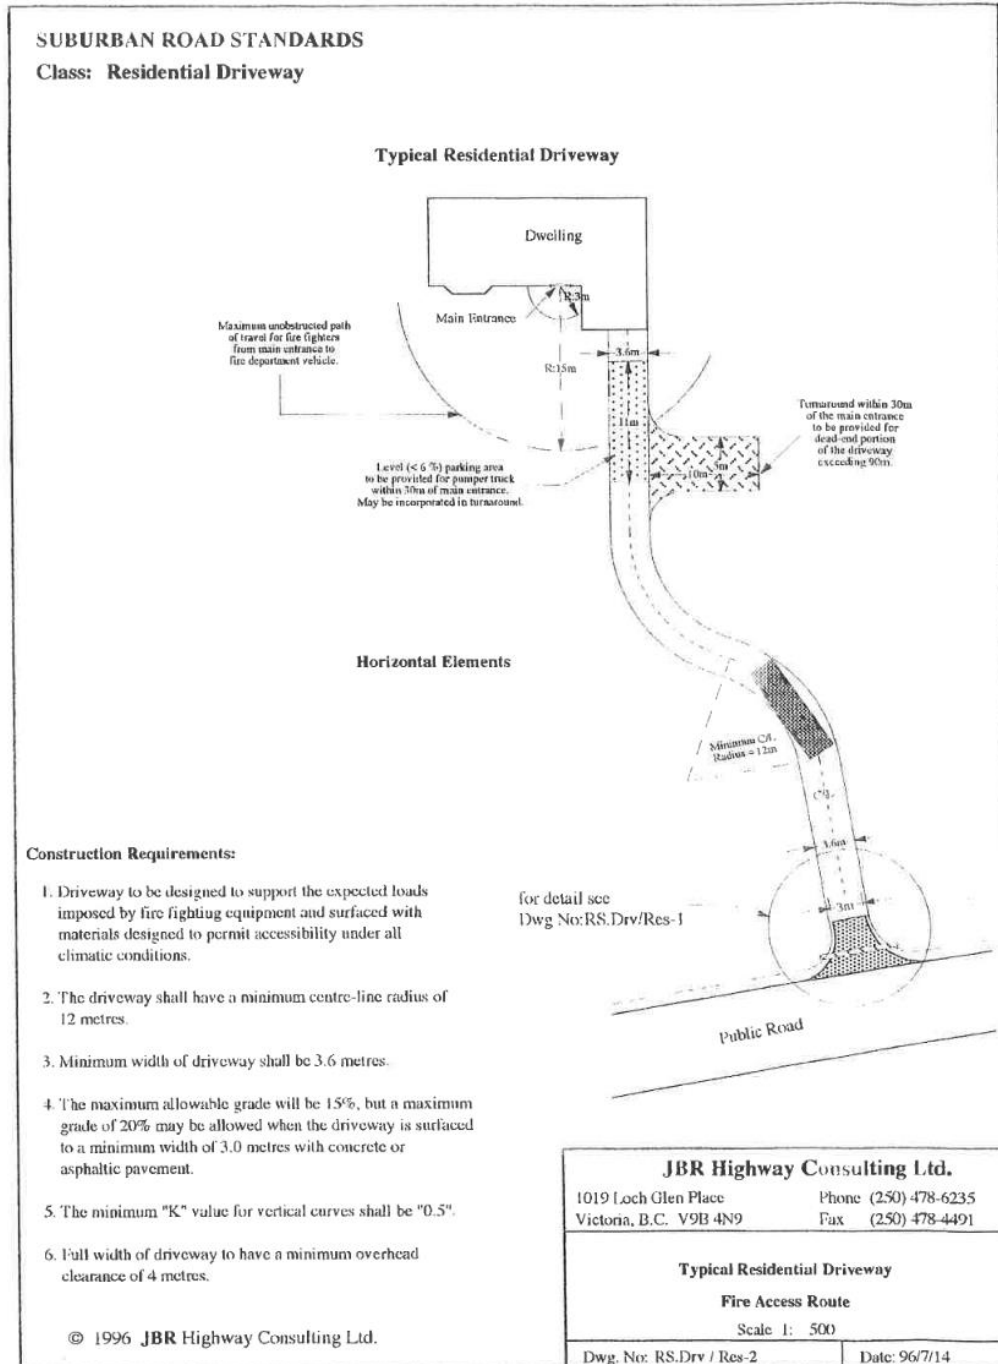 SUBURBAN ROAD STANDARDS
Class: Residential Driveway
Typical Residential Driveway
Dwelling
R:3m
Main Entrance
Maximum unobstructed path
of travel for fire fighters
from main entrance to
fire department vehicle.
3.6m
R:15m
11m
Turnaround within 30m
of the main entrance
to be provided for
dead-end portion
of the driveway
exceeding 90m.
5m
10m
Level (< 6 %) parking area
to be provided for pumper truck
within 30m of main entrance.
May be incorporated in turnaround.
Horizontal Elements
Minimum C/L
Radius = 12m
C/L
3.6m
3m
for detail see
Dwg No:RS.Drv/Res-1
Public Road
Construction Requirements:
1. Driveway to be designed to support the expected loads
imposed by fire fighting equipment and surfaced with
materials designed to permit accessibility under all
climatic conditions.
2. The driveway shall have a minimum centre-line radius of
12 metres.
3. Minimum width of driveway shall be 3.6 metres.
4. The maximum allowable grade will be 15%, but a maximum
grade of 20% may be allowed when the driveway is surfaced
to a minimum width of 3.0 metres with concrete or
asphaltic pavement.
5. The minimum "K" value for vertical curves shall be "0.5".
6. Full width of driveway to have a minimum overhead
clearance of 4 metres.
© 1996 JBR Highway Consulting Ltd.
JBR Highway Consulting Ltd.
1019 Loch Glen Place Phone (250) 478-6235
Victoria, B.C. V9B 4N9 Fax (250) 478-4491
Typical Residential Driveway
Fire Access Route
Scale 1: 500
Dwg. No: RS.Drv / Res-2 Date: 96/7/14